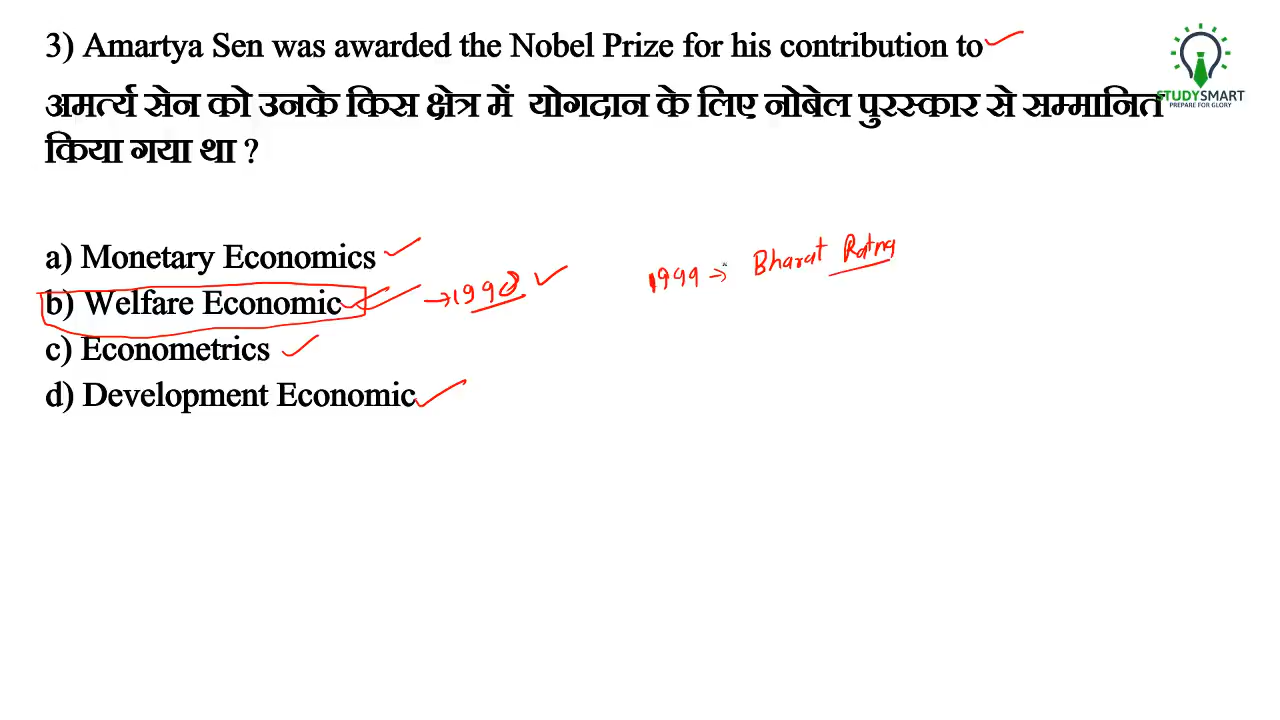 3) Amartya Sen was awarded the Nobel Prize for his contribution to
STUDYSMART
PREPARE FOR GLORY
अमर्त्य सेन को उनके किस क्षेत्र में योगदान के लिए नोबेल पुरस्कार से सम्मानित
किया गया था ?
a) Monetary Economics
b) Welfare Economic → 1998
1999 → Bharat Ratna
c) Econometrics
d) Development Economic